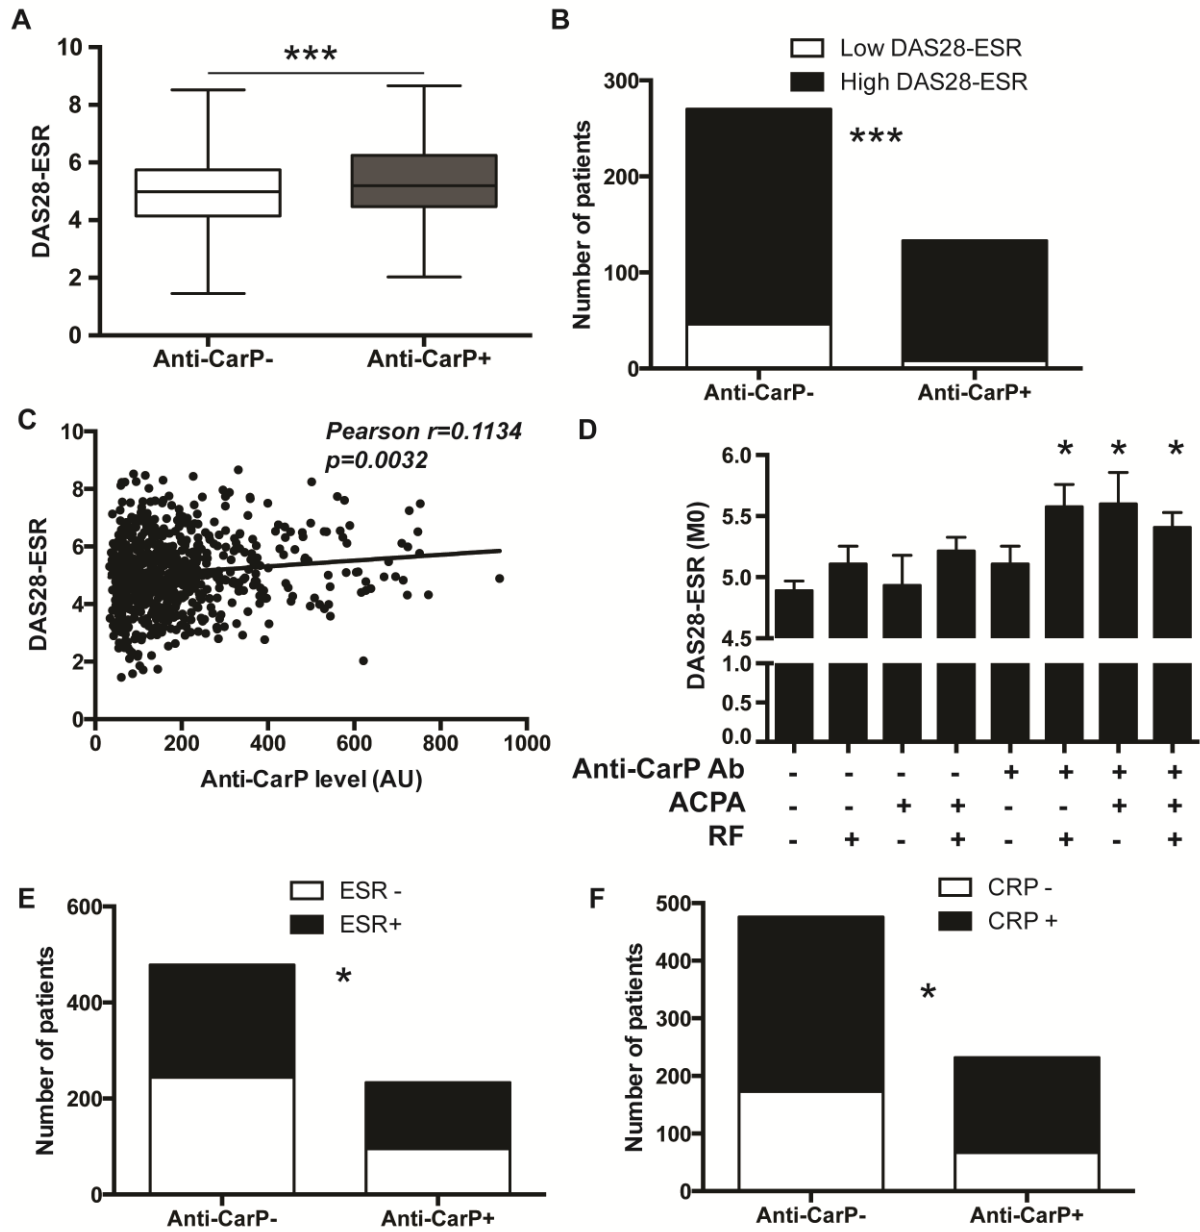 A
DAS28-ESR
10
8
6
4
2
0
***
Anti-CarP-
Anti-CarP+
B
Low DAS28-ESR
High DAS28-ESR
Number of patients
300
200
100
0
***
Anti-CarP-
Anti-CarP+
C
Pearson r=0.1134
p=0.0032
DAS28-ESR
10
8
6
4
2
0
0 200 400 600 800 1000
Anti-CarP level (AU)
D
DAS28-ESR (M0)
6.0
5.5
5.0
4.5
1.0
0.5
0.0
* * *
Anti-CarP Ab - - - - + + + +
ACPA - - + + - - + +
RF - + - + - + - +
E
ESR -
ESR+
Number of patients
600
400
200
0
*
Anti-CarP-
Anti-CarP+
F
CRP -
CRP +
Number of patients
500
400
300
200
100
0
*
Anti-CarP-
Anti-CarP+